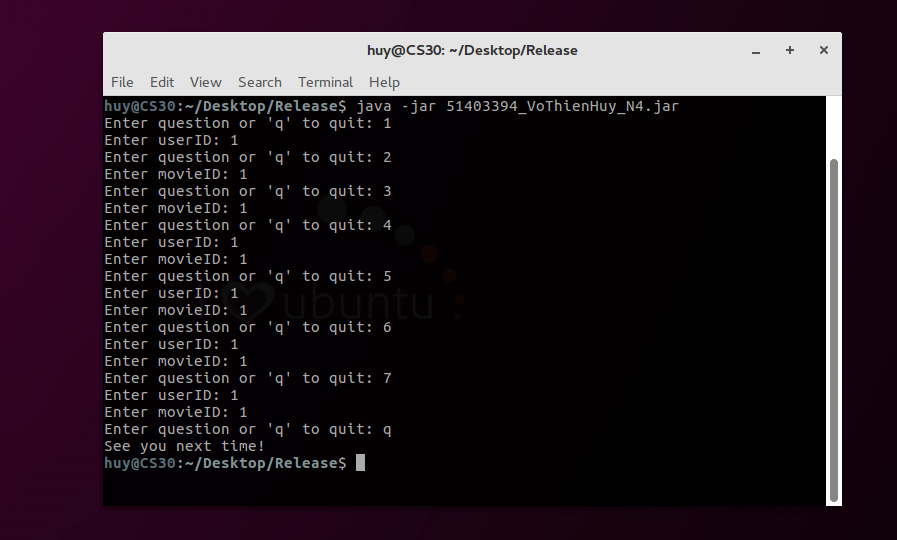 huy@CS30: ~/Desktop/Release
File Edit View Search Terminal Help
huy@CS30:~/Desktop/Release$ java -jar 51403394_VoThienHuy_N4.jar
Enter question or 'q' to quit: 1
Enter userID: 1
Enter question or 'q' to quit: 2
Enter movieID: 1
Enter question or 'q' to quit: 3
Enter movieID: 1
Enter question or 'q' to quit: 4
Enter userID: 1
Enter movieID: 1
Enter question or 'q' to quit: 5
Enter userID: 1
Enter movieID: 1
Enter question or 'q' to quit: 6
Enter userID: 1
Enter movieID: 1
Enter question or 'q' to quit: 7
Enter userID: 1
Enter movieID: 1
Enter question or 'q' to quit: q
See you next time!
huy@CS30:~/Desktop/Release$
ubuntu